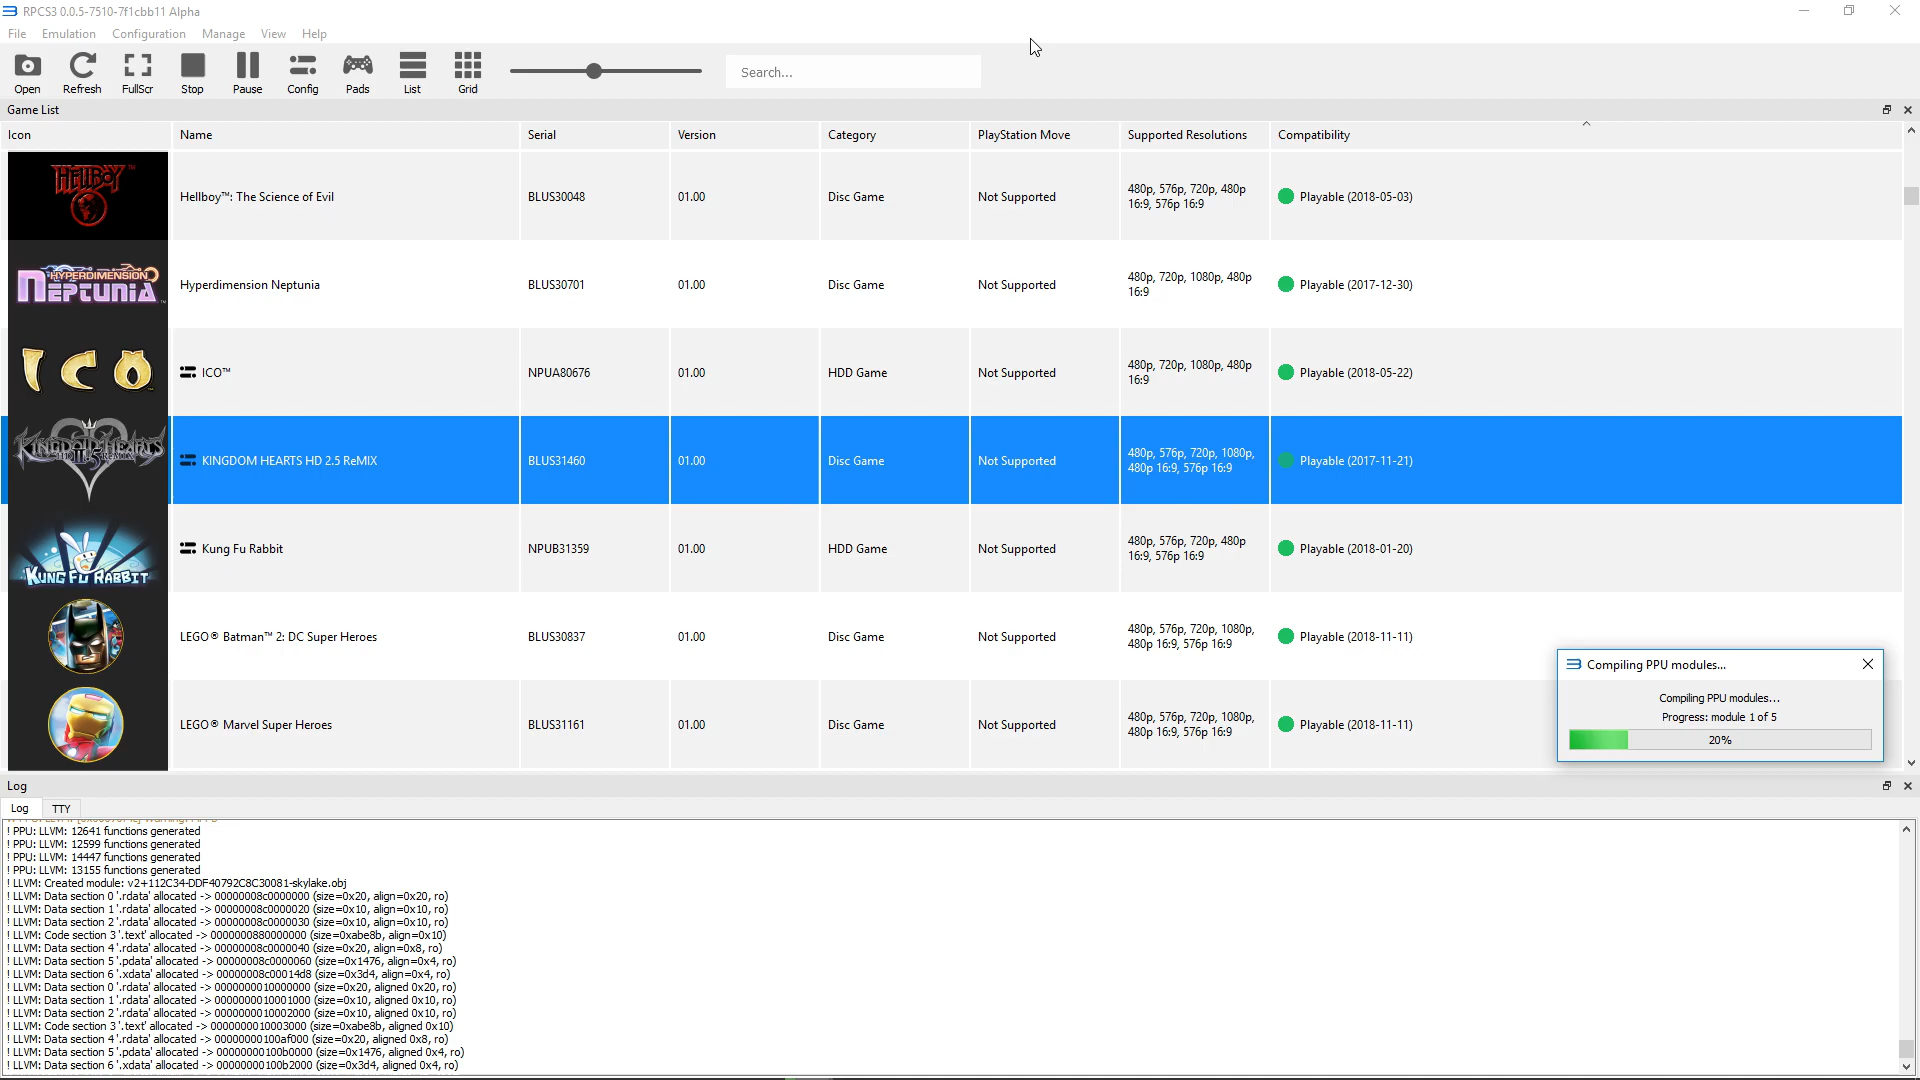 RPCS3 0.0.5-7510-7f1cbb11 Alpha
File Emulation Configuration Manage View Help
Open Refresh FullScr Stop Pause Config Pads List Grid Search...
Game List
Icon Name Serial Version Category PlayStation Move Supported Resolutions Compatibility
HELLBOY™ Hellboy™: The Science of Evil BLUS30048 01.00 Disc Game Not Supported 480p, 576p, 720p, 480p Playable (2018-05-03)
16:9, 576p 16:9
HYPERDIMENSION NEPTUNIA Hyperdimension Neptunia BLUS30701 01.00 Disc Game Not Supported 480p, 720p, 1080p, 480p Playable (2017-12-30)
16:9
ICO ICO™ NPUA80676 01.00 HDD Game Not Supported 480p, 720p, 1080p, 480p Playable (2018-05-22)
16:9
KINGDOM HEARTS HD II.5 ReMIX KINGDOM HEARTS HD 2.5 ReMIX BLUS31460 01.00 Disc Game Not Supported 480p, 576p, 720p, 1080p, Playable (2017-11-21)
480p 16:9, 576p 16:9
KUNG FU RABBIT Kung Fu Rabbit NPUB31359 01.00 HDD Game Not Supported 480p, 576p, 720p, 480p Playable (2018-01-20)
16:9, 576p 16:9
LEGO® Batman™ 2: DC Super Heroes BLUS30837 01.00 Disc Game Not Supported 480p, 576p, 720p, 1080p, Playable (2018-11-11)
480p 16:9, 576p 16:9
LEGO® Marvel Super Heroes BLUS31161 01.00 Disc Game Not Supported 480p, 576p, 720p, 1080p, Playable (2018-11-11)
480p 16:9, 576p 16:9
Compiling PPU modules...
Compiling PPU modules...
Progress: module 1 of 5
20%
Log
Log TTY
! PPU: LLVM: 12641 functions generated
! PPU: LLVM: 12599 functions generated
! PPU: LLVM: 14447 functions generated
! PPU: LLVM: 13155 functions generated
! LLVM: Created module: v2+112C34-DDF40792C8C30081-skylake.obj
! LLVM: Data section 0 '.rdata' allocated -> 00000008c0000000 (size=0x20, align=0x20, ro)
! LLVM: Data section 1 '.rdata' allocated -> 00000008c0000020 (size=0x10, align=0x10, ro)
! LLVM: Data section 2 '.rdata' allocated -> 00000008c0000030 (size=0x10, align=0x10, ro)
! LLVM: Code section 3 '.text' allocated -> 0000000880000000 (size=0xabe8b, align=0x10)
! LLVM: Data section 4 '.rdata' allocated -> 00000008c0000040 (size=0x20, align=0x8, ro)
! LLVM: Data section 5 '.pdata' allocated -> 00000008c0000060 (size=0x1476, align=0x4, ro)
! LLVM: Data section 6 '.xdata' allocated -> 00000008c00014d8 (size=0x3d4, align=0x4, ro)
! LLVM: Data section 0 '.rdata' allocated -> 0000000010000000 (size=0x20, aligned 0x20, ro)
! LLVM: Data section 1 '.rdata' allocated -> 0000000010001000 (size=0x10, aligned 0x10, ro)
! LLVM: Data section 2 '.rdata' allocated -> 0000000010002000 (size=0x10, aligned 0x10, ro)
! LLVM: Code section 3 '.text' allocated -> 0000000010003000 (size=0xabe8b, aligned 0x10)
! LLVM: Data section 4 '.rdata' allocated -> 00000000100af000 (size=0x20, aligned 0x8, ro)
! LLVM: Data section 5 '.pdata' allocated -> 00000000100b0000 (size=0x1476, aligned 0x4, ro)
! LLVM: Data section 6 '.xdata' allocated -> 00000000100b2000 (size=0x3d4, aligned 0x4, ro)